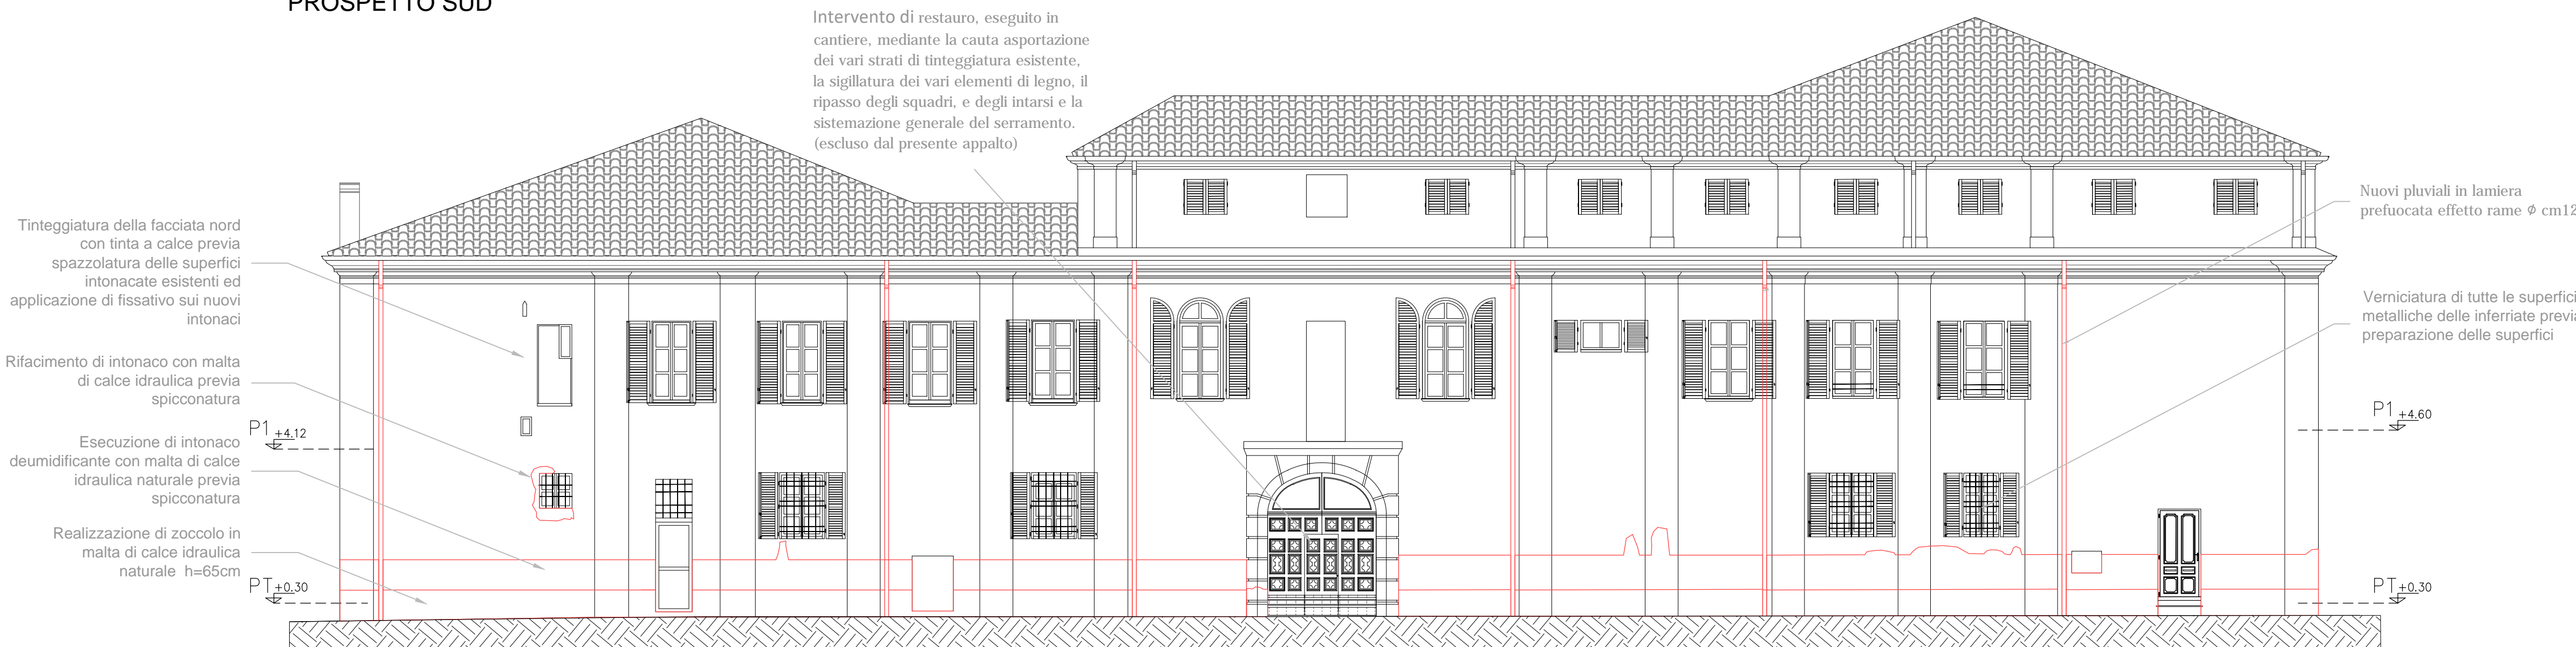 PROSPETTO SUD
Intervento di restauro, eseguito in
cantiere, mediante la cauta asportazione
dei vari strati di tinteggiatura esistente,
la sigillatura dei vari elementi di legno, il
ripasso degli squadri, e degli intarsi e la
sistemazione generale del serramento.
(escluso dal presente appalto)
Tinteggiatura della facciata nord
con tinta a calce previa
spazzolatura delle superfici
intonacate esistenti ed
applicazione di fissativo sui nuovi
intonaci
Rifacimento di intonaco con malta
di calce idraulica previa
spicconatura
P1 +4.12
Esecuzione di intonaco
deumidificante con malta di calce
idraulica naturale previa
spicconatura
Realizzazione di zoccolo in
malta di calce idraulica
naturale h=65cm
PT +0.30
Nuovi pluviali in lamiera
prefuocata effetto rame ϕ cm12
Verniciatura di tutte le superfici
metalliche delle inferriate previa
preparazione delle superfici
P1 +4.60
PT +0.30